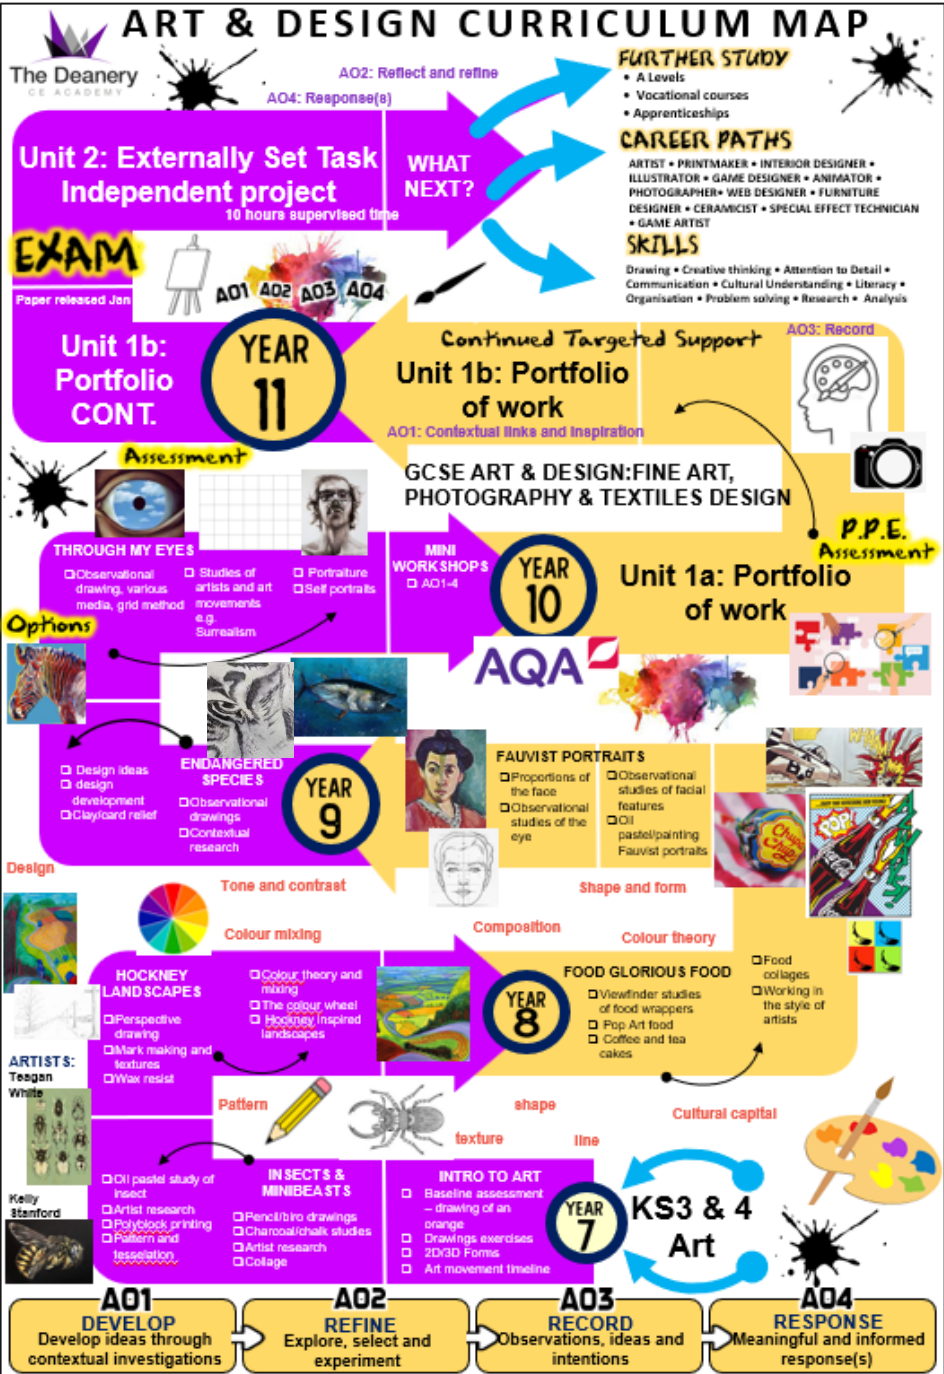 ART & DESIGN CURRICULUM MAP
The Deanery
CE ACADEMY
AO2: Reflect and refine
AO4: Response(s)
FURTHER STUDY
• A Levels
• Vocational courses
• Apprenticeships
Unit 2: Externally Set Task
Independent project
10 hours supervised time
WHAT
NEXT?
CAREER PATHS
ARTIST • PRINTMAKER • INTERIOR DESIGNER •
ILLUSTRATOR • GAME DESIGNER • ANIMATOR •
PHOTOGRAPHER• WEB DESIGNER • FURNITURE
DESIGNER • CERAMICIST • SPECIAL EFFECT TECHNICIAN
• GAME ARTIST
SKILLS
Drawing • Creative thinking • Attention to Detail •
Communication • Cultural Understanding • Literacy •
Organisation • Problem solving • Research • Analysis
EXAM
Paper released Jan
AO1 AO2 AO3 AO4
Unit 1b:
Portfolio
CONT.
YEAR
11
Continued Targeted Support
AO3: Record
Unit 1b: Portfolio
of work
AO1: Contextual links and Inspiration
Assessment
GCSE ART & DESIGN:FINE ART,
PHOTOGRAPHY & TEXTILES DESIGN
P.P.E.
Assessment
THROUGH MY EYES
Observational
drawing, various
media, grid method
Studies of
artists and art
movements
e.g.
Surrealism
Portraiture
Self portraits
MINI
WORKSHOPS
AO1-4
YEAR
10
Unit 1a: Portfolio
of work
Options
AQA
Design ideas
design
development
Clay/card relief
ENDANGERED
SPECIES
Observational
drawings
Contextual
research
YEAR
9
FAUVIST PORTRAITS
Proportions of
the face
Observational
studies of the
eye
Observational
studies of facial
features
Oil
pastel/painting
Fauvist portraits
Chupa
Chups
POP!
Design
Tone and contrast
Shape and form
Colour mixing
Composition
Colour theory
HOCKNEY
LANDSCAPES
Perspective
drawing
Mark making and
textures
Wax resist
Colour theory and
mixing
The colour wheel
Hockney inspired
landscapes
YEAR
8
FOOD GLORIOUS FOOD
Viewfinder studies
of food wrappers
Pop Art food
Coffee and tea
cakes
Food
collages
Working in
the style of
artists
ARTISTS:
Teagan
White
Pattern
shape
Cultural capital
texture
line
Kelly
Stanford
Oil pastel study of
insect
Artist research
Polyblock printing
Pattern and
tesselation
INSECTS &
MINIBEASTS
Pencil/biro drawings
Charcoal/chalk studies
Artist research
Collage
INTRO TO ART
Baseline assessment
– drawing of an
orange
Drawings exercises
2D/3D Forms
Art movement timeline
YEAR
7
KS3 & 4
Art
AO1
DEVELOP
Develop ideas through
contextual investigations
AO2
REFINE
Explore, select and
experiment
AO3
RECORD
Observations, ideas and
intentions
AO4
RESPONSE
Meaningful and informed
response(s)